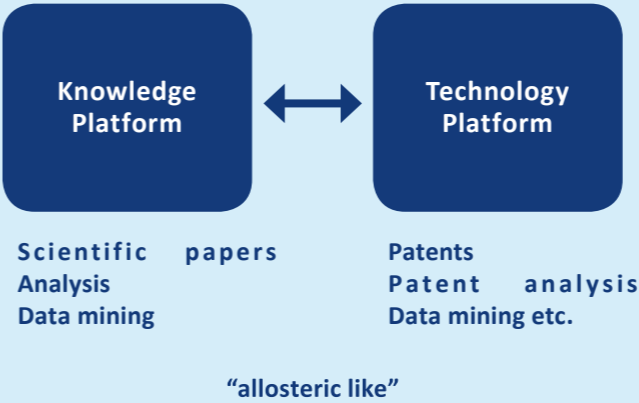 Knowledge
Platform
Technology
Platform
Scientific papers
Analysis
Data mining
Patents
Patent analysis
Data mining etc.
“allosteric like”